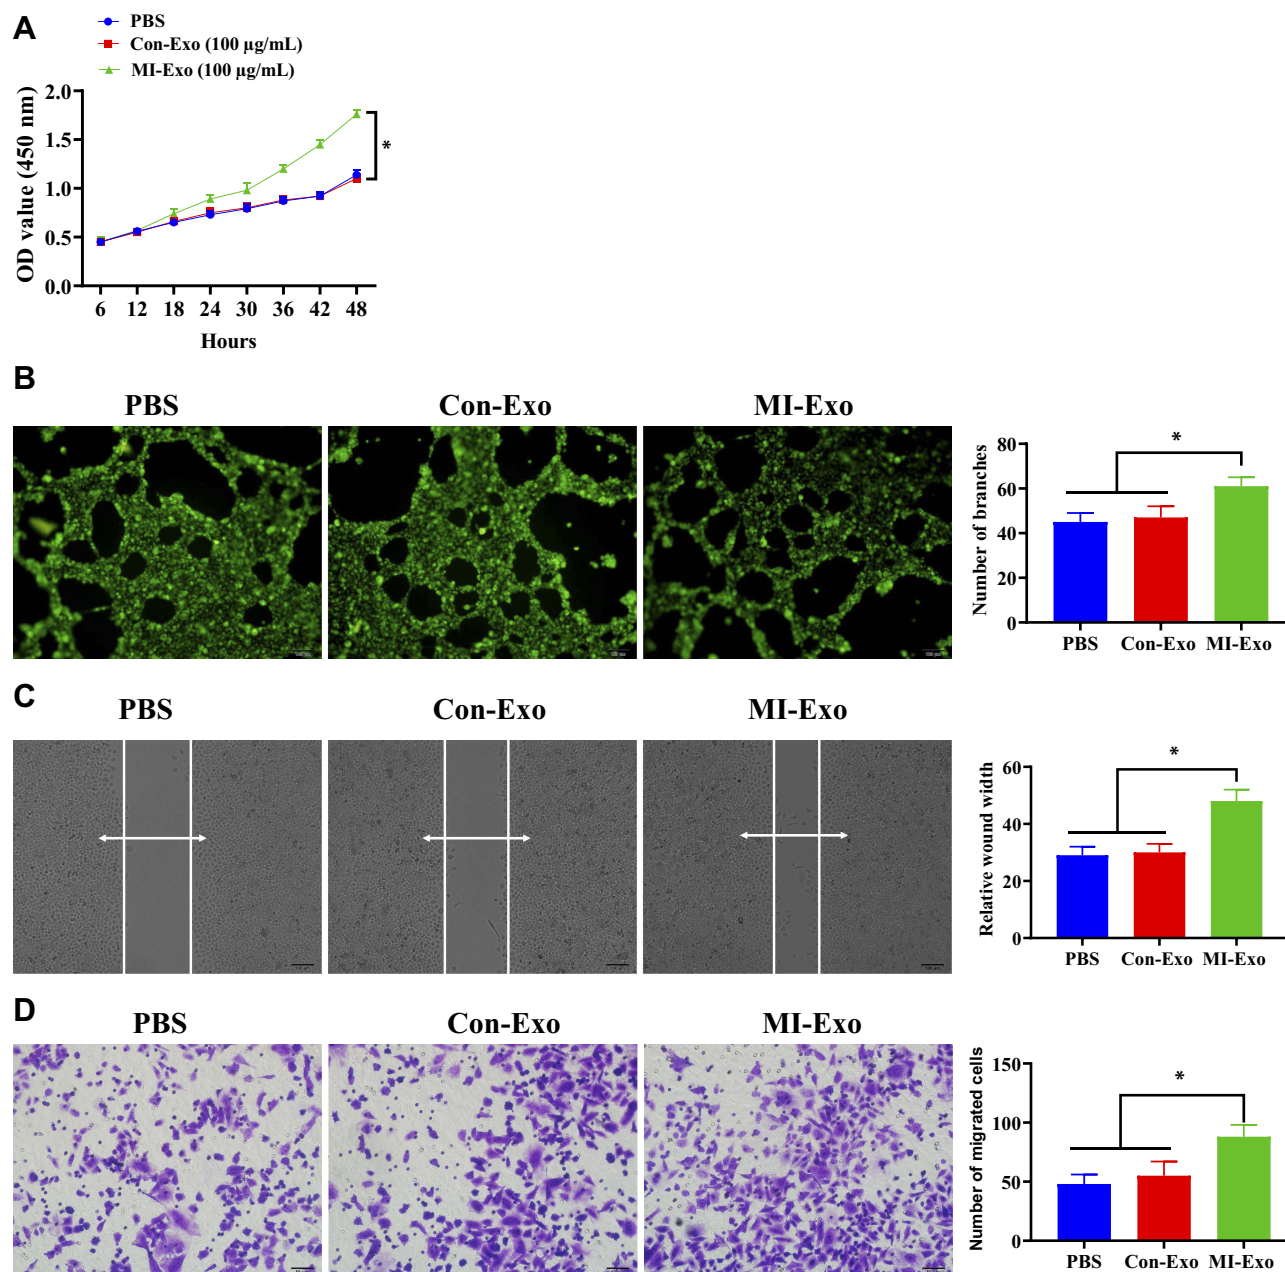 A
PBS
Con-Exo (100 µg/mL)
MI-Exo (100 µg/mL)
OD value (450 nm)
2.0
1.5
1.0
0.5
0.0
*
6 12 18 24 30 36 42 48
Hours
B
PBS Con-Exo MI-Exo
Number of branches
80
60
40
20
0
*
PBS Con-Exo MI-Exo
C
PBS Con-Exo MI-Exo
Relative wound width
60
40
20
0
*
PBS Con-Exo MI-Exo
D
PBS Con-Exo MI-Exo
Number of migrated cells
150
100
50
0
*
PBS Con-Exo MI-Exo